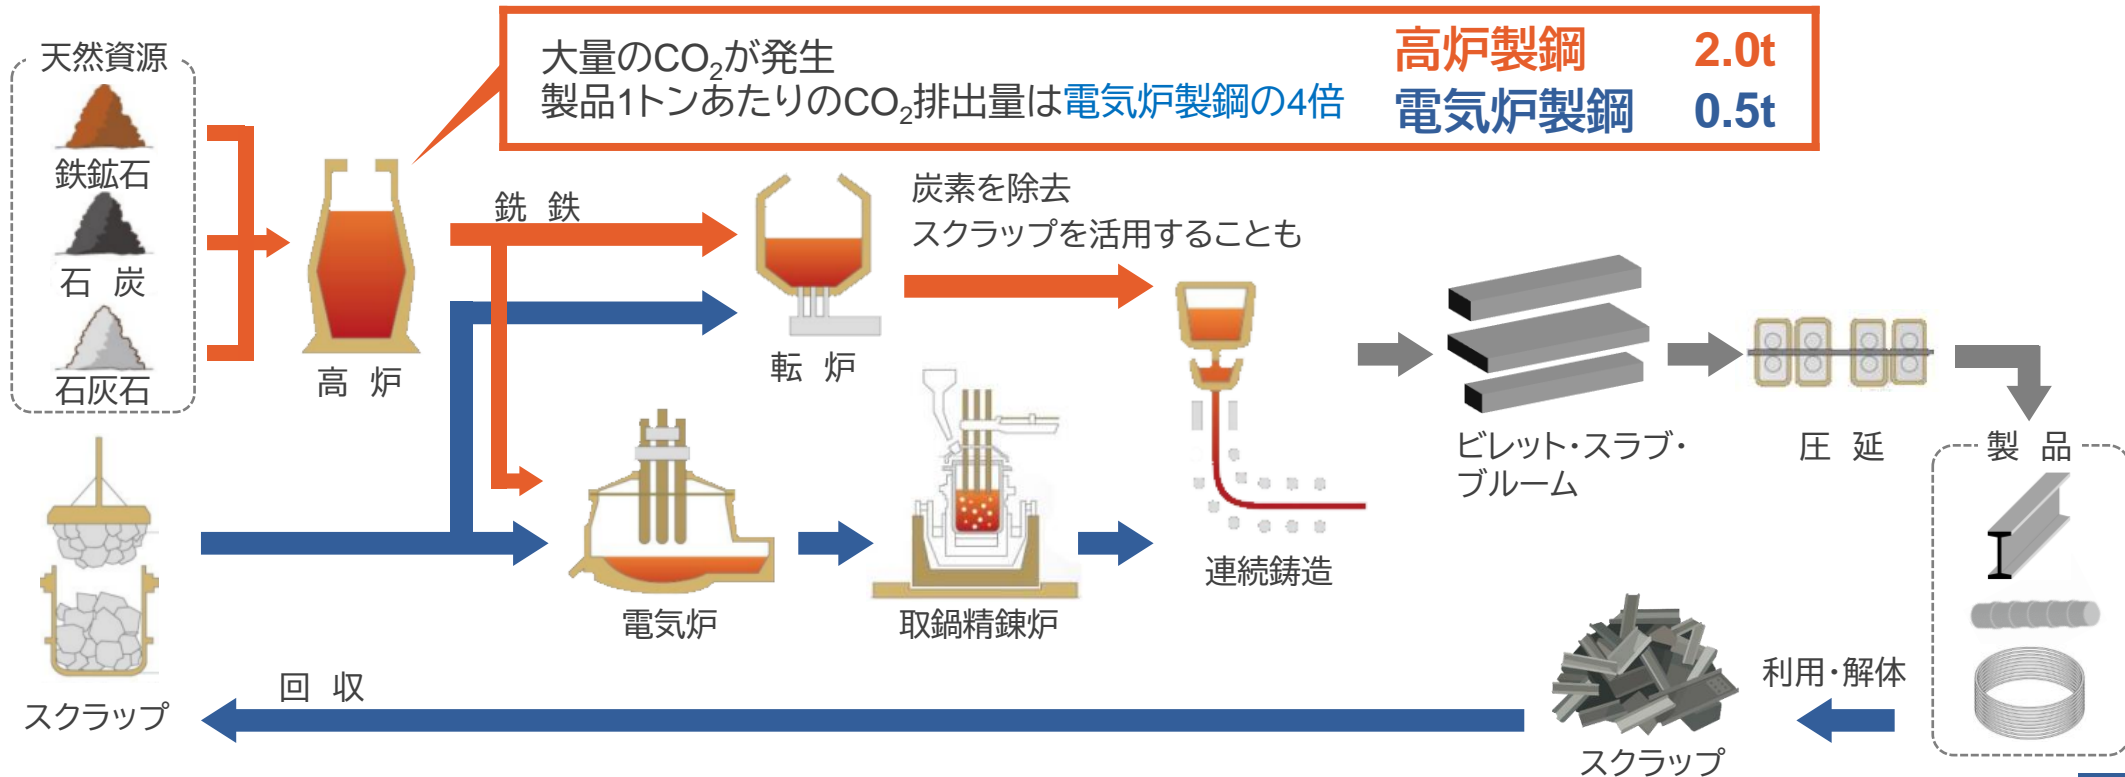 大量のCO₂が発生
製品1トンあたりのCO₂排出量は電気炉製鋼の4倍
高炉製鋼 2.0t
電気炉製鋼 0.5t
天然資源
鉄鉱石
石 炭
石灰石
高 炉
銑 鉄
炭素を除去
スクラップを活用することも
転 炉
電気炉
取鍋精錬炉
連続鋳造
ビレット・スラブ・
ブルーム
圧 延
製 品
利用・解体
スクラップ
回 収
スクラップ